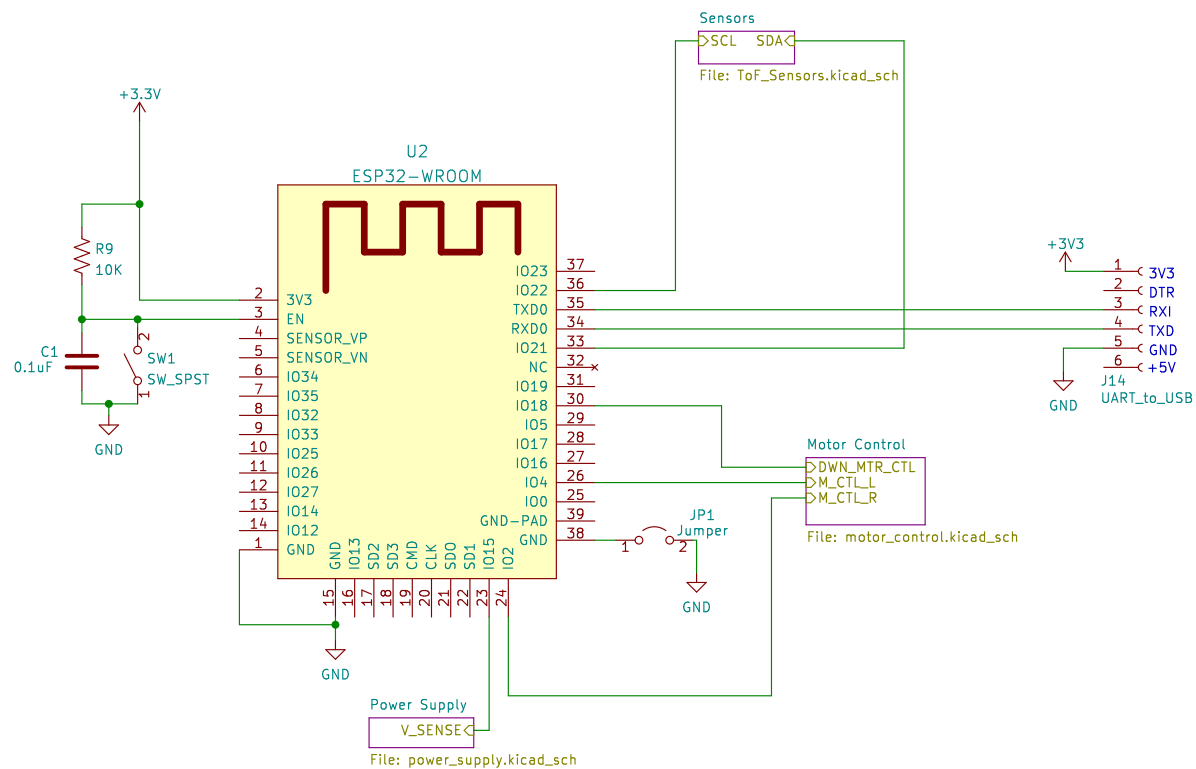 Sensors
SCL SDA
File: ToF_Sensors.kicad_sch
+3.3V
U2
ESP32-WROOM
R9
10K
C1
0.1uF
2
SW1
SW_SPST
1
GND
2 3V3
3 EN
4 SENSOR_VP
5 SENSOR_VN
6 IO34
7 IO35
8 IO32
9 IO33
10 IO25
11 IO26
12 IO27
13 IO14
14 IO12
1 GND
IO23 37
IO22 36
TXD0 35
RXD0 34
IO21 33
NC 32
IO19 31
IO18 30
IO5 29
IO17 28
IO16 27
IO4 26
IO0 25
GND-PAD 39
GND 38
GND 15
IO13 16
SD2 17
SD3 18
CMD 19
CLK 20
SD0 21
SD1 22
IO15 23
IO2 24
GND
JP1
Jumper
1 2
GND
+3V3
1 3V3
2 DTR
3 RXI
4 TXD
5 GND
6 +5V
J14
UART_to_USB
GND
Motor Control
DWN_MTR_CTL
M_CTL_L
M_CTL_R
File: motor_control.kicad_sch
Power Supply
V_SENSE
File: power_supply.kicad_sch